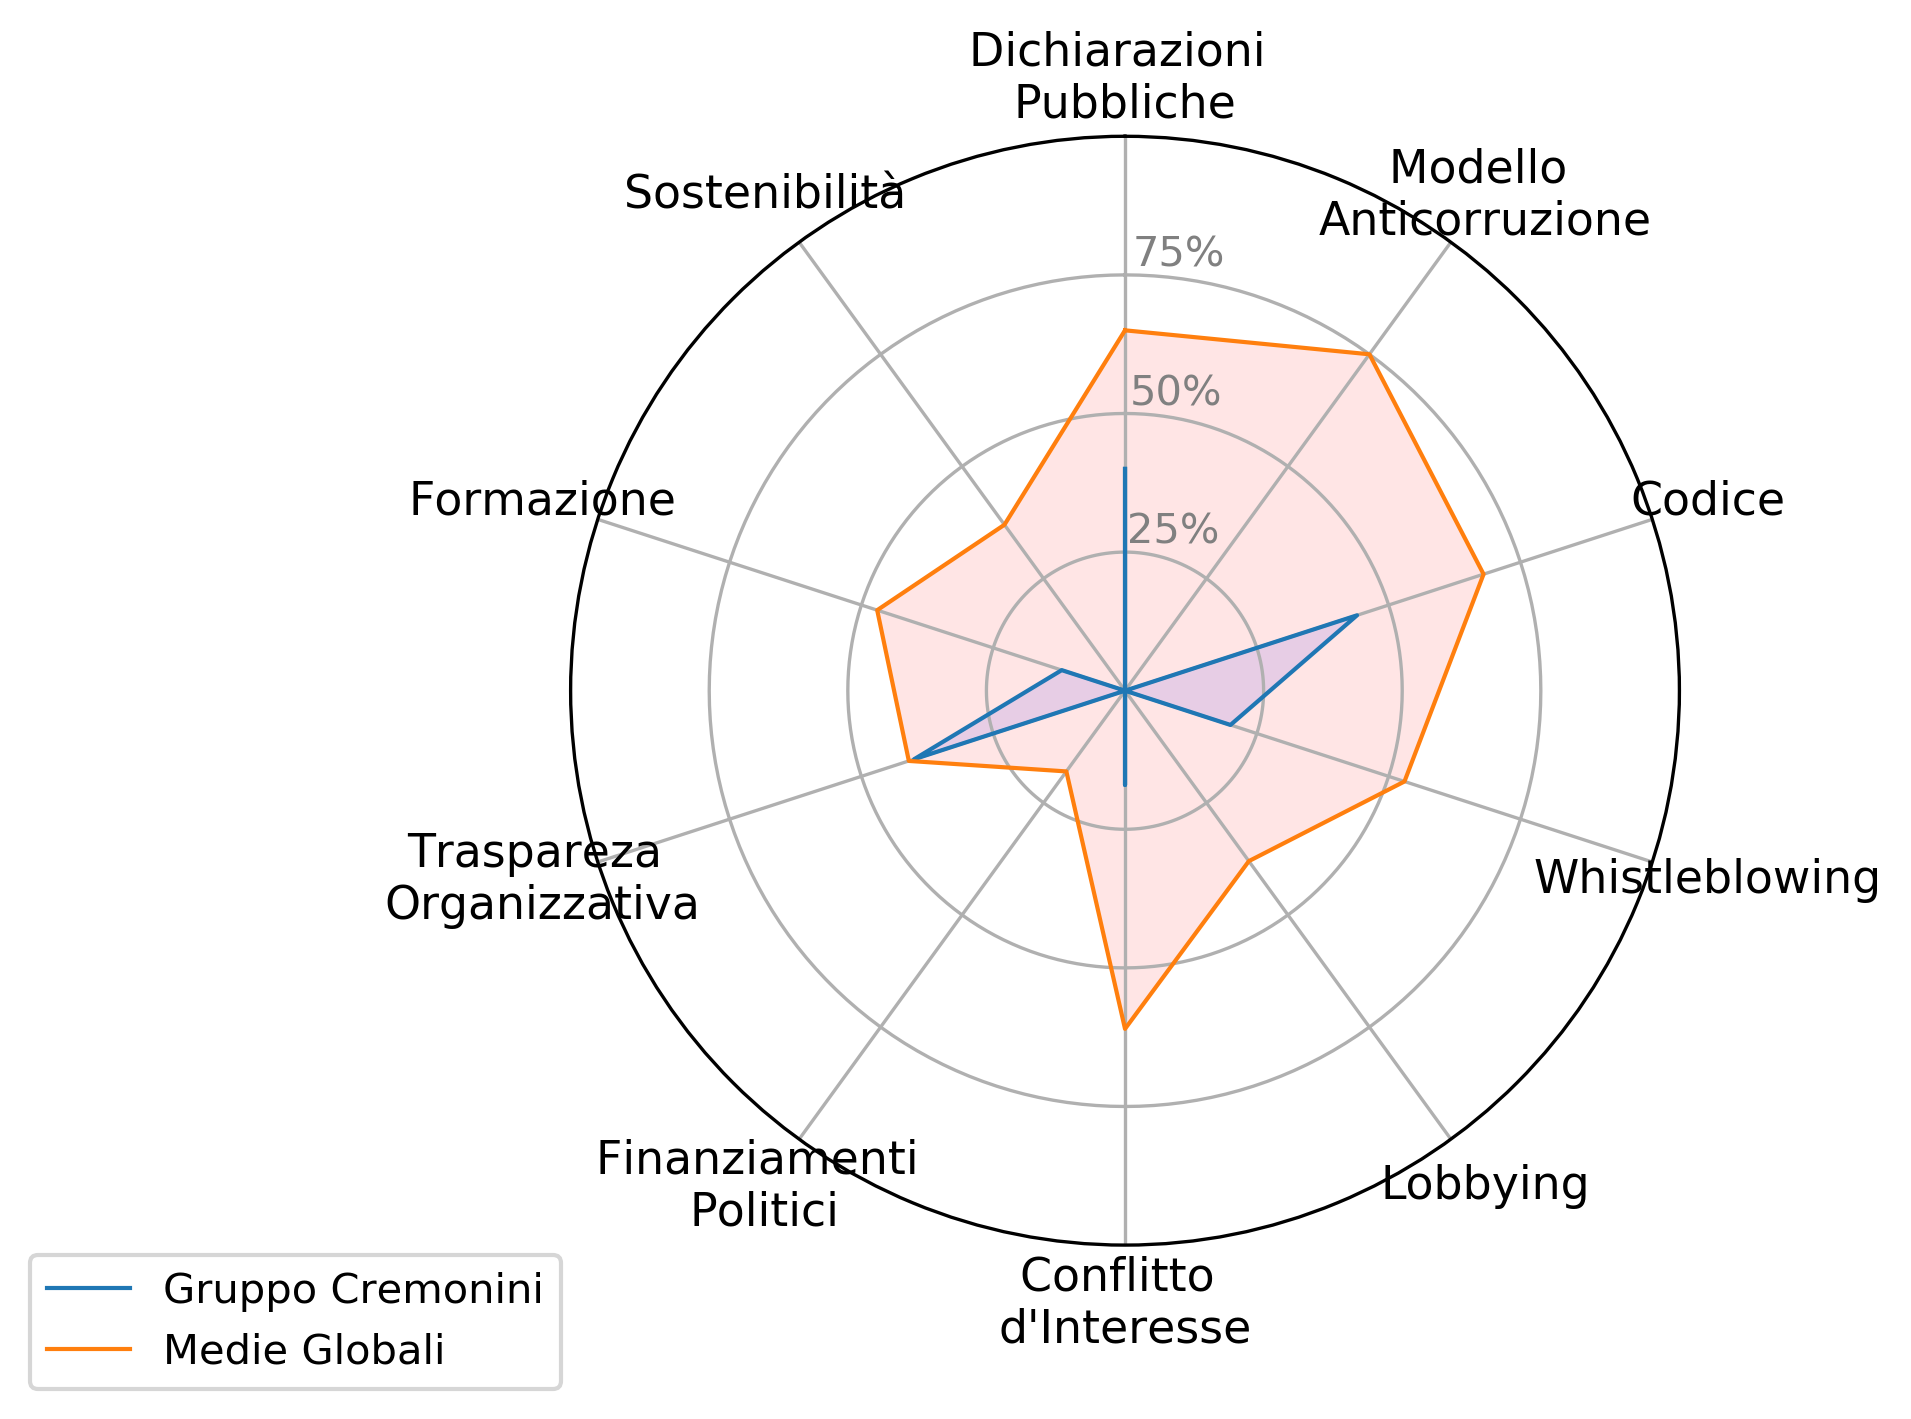 Dichiarazioni
Pubbliche
Modello
Anticorruzione
Sostenibilità
75%
50%
Formazione
Codice
25%
Traspareza
Organizzativa
Whistleblowing
Finanziamenti
Politici
Lobbying
Conflitto
d'Interesse
Gruppo Cremonini
Medie Globali